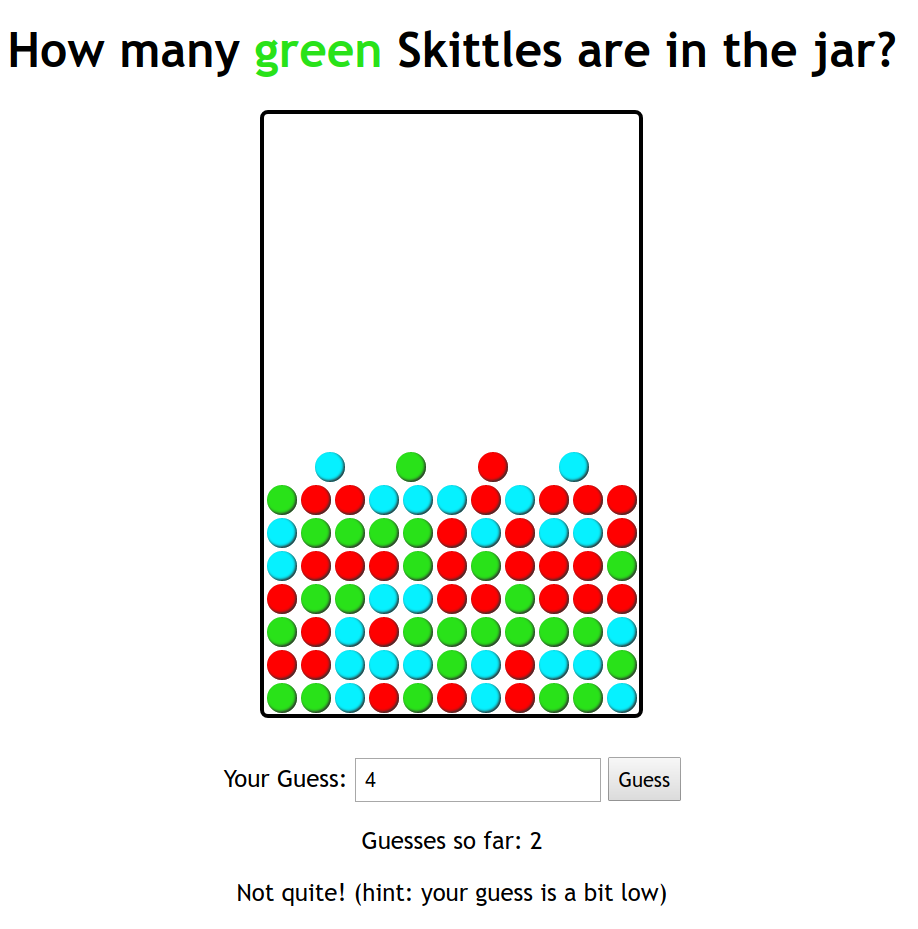 How many green Skittles are in the jar?
Your Guess: 4 Guess
Guesses so far: 2
Not quite! (hint: your guess is a bit low)